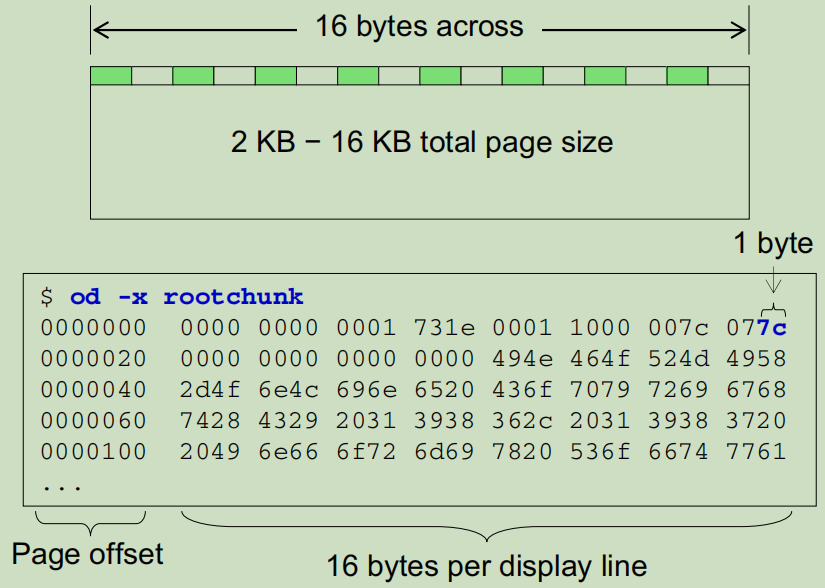 16 bytes across
2 KB − 16 KB total page size
1 byte
$ od -x rootchunk
0000000 0000 0000 0001 731e 0001 1000 007c 077c
0000020 0000 0000 0000 0000 494e 464f 524d 4958
0000040 2d4f 6e4c 696e 6520 436f 7079 7269 6768
0000060 7428 4329 2031 3938 362c 2031 3938 3720
0000100 2049 6e66 6f72 6d69 7820 536f 6674 7761
...
Page offset
16 bytes per display line